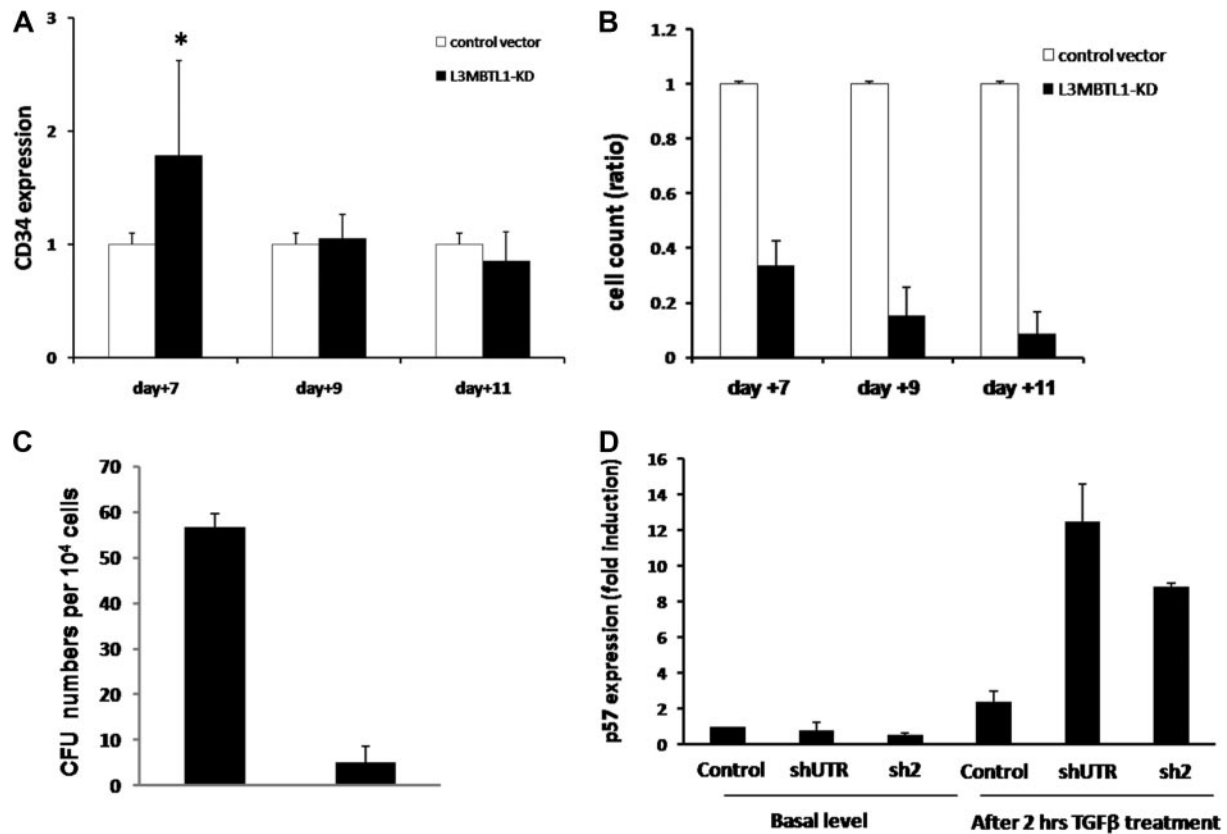 A
CD34 expression
3
2
1
0
*
control vector
L3MBTL1-KD
day+7
day+9
day+11
B
cell count (ratio)
1.2
1
0.8
0.6
0.4
0.2
0
control vector
L3MBTL1-KD
day +7
day +9
day +11
C
CFU numbers per 10⁴ cells
70
60
50
40
30
20
10
0
D
p57 expression (fold induction)
16
14
12
10
8
6
4
2
0
Control
shUTR
sh2
Control
shUTR
sh2
Basal level
After 2 hrs TGFβ treatment